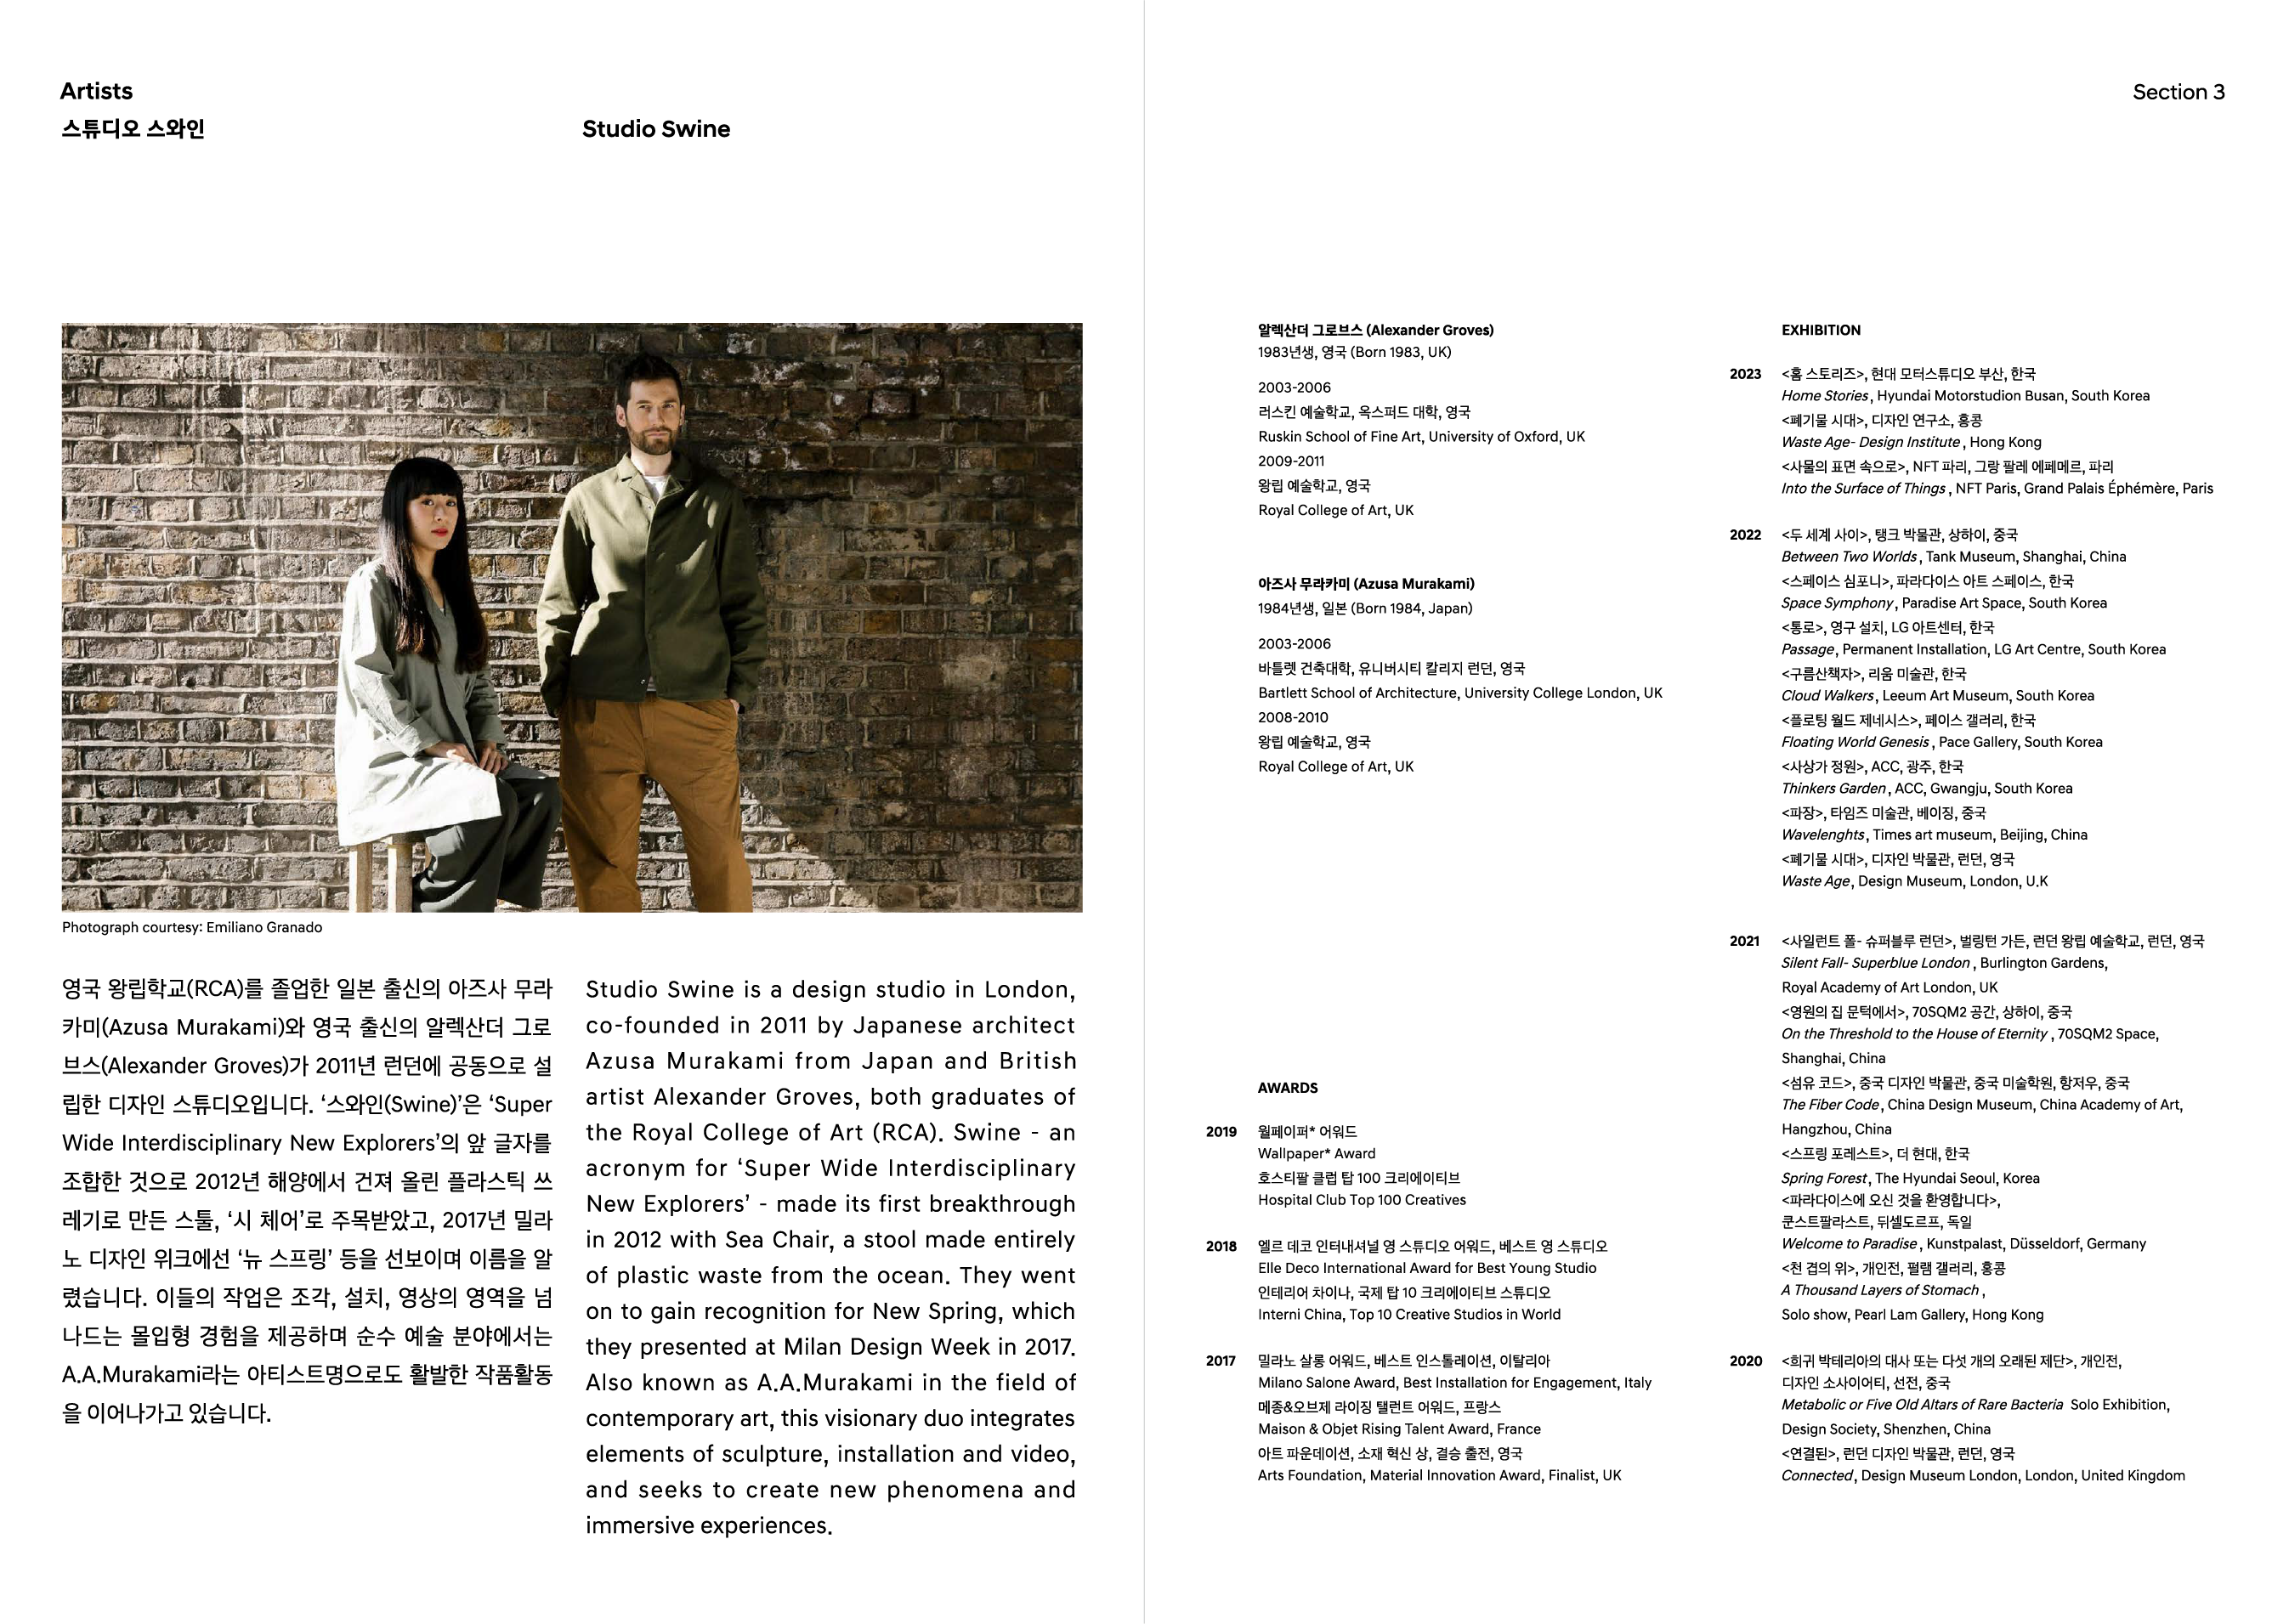 Artists
스튜디오 스와인
Studio Swine
Section 3
Photograph courtesy: Emiliano Granado
영국 왕립학교(RCA)를 졸업한 일본 출신의 아즈사 무라
카미(Azusa Murakami)와 영국 출신의 알렉산더 그로
브스(Alexander Groves)가 2011년 런던에 공동으로 설
립한 디자인 스튜디오입니다. ‘스와인(Swine)’은 ‘Super
Wide Interdisciplinary New Explorers’의 앞 글자를
조합한 것으로 2012년 해양에서 건져 올린 플라스틱 쓰
레기로 만든 스툴, ‘시 체어’로 주목받았고, 2017년 밀라
노 디자인 위크에선 ‘뉴 스프링’ 등을 선보이며 이름을 알
렸습니다. 이들의 작업은 조각, 설치, 영상의 영역을 넘
나드는 몰입형 경험을 제공하며 순수 예술 분야에서는
A.A.Murakami라는 아티스트명으로도 활발한 작품활동
을 이어나가고 있습니다.
Studio Swine is a design studio in London,
co-founded in 2011 by Japanese architect
Azusa Murakami from Japan and British
artist Alexander Groves, both graduates of
the Royal College of Art (RCA). Swine - an
acronym for ‘Super Wide Interdisciplinary
New Explorers’ - made its first breakthrough
in 2012 with Sea Chair, a stool made entirely
of plastic waste from the ocean. They went
on to gain recognition for New Spring, which
they presented at Milan Design Week in 2017.
Also known as A.A.Murakami in the field of
contemporary art, this visionary duo integrates
elements of sculpture, installation and video,
and seeks to create new phenomena and
immersive experiences.
알렉산더 그로브스 (Alexander Groves)
1983년생, 영국 (Born 1983, UK)
2003-2006
러스킨 예술학교, 옥스퍼드 대학, 영국
Ruskin School of Fine Art, University of Oxford, UK
2009-2011
왕립 예술학교, 영국
Royal College of Art, UK
아즈사 무라카미 (Azusa Murakami)
1984년생, 일본 (Born 1984, Japan)
2003-2006
바틀렛 건축대학, 유니버시티 칼리지 런던, 영국
Bartlett School of Architecture, University College London, UK
2008-2010
왕립 예술학교, 영국
Royal College of Art, UK
AWARDS
2019 월페이퍼* 어워드
Wallpaper* Award
호스티팔 클럽 탑 100 크리에이티브
Hospital Club Top 100 Creatives
2018 엘르 데코 인터내셔널 영 스튜디오 어워드, 베스트 영 스튜디오
Elle Deco International Award for Best Young Studio
인테리어 차이나, 국제 탑 10 크리에이티브 스튜디오
Interni China, Top 10 Creative Studios in World
2017 밀라노 살롱 어워드, 베스트 인스톨레이션, 이탈리아
Milano Salone Award, Best Installation for Engagement, Italy
메종&오브제 라이징 탤런트 어워드, 프랑스
Maison & Objet Rising Talent Award, France
아트 파운데이션, 소재 혁신 상, 결승 출전, 영국
Arts Foundation, Material Innovation Award, Finalist, UK
EXHIBITION
2023 <홈 스토리즈>, 현대 모터스튜디오 부산, 한국
Home Stories, Hyundai Motorstudion Busan, South Korea
<폐기물 시대>, 디자인 연구소, 홍콩
Waste Age- Design Institute, Hong Kong
<사물의 표면 속으로>, NFT 파리, 그랑 팔레 에페메르, 파리
Into the Surface of Things, NFT Paris, Grand Palais Éphémère, Paris
2022 <두 세계 사이>, 탱크 박물관, 상하이, 중국
Between Two Worlds, Tank Museum, Shanghai, China
<스페이스 심포니>, 파라다이스 아트 스페이스, 한국
Space Symphony, Paradise Art Space, South Korea
<통로>, 영구 설치, LG 아트센터, 한국
Passage, Permanent Installation, LG Art Centre, South Korea
<구름산책자>, 리움 미술관, 한국
Cloud Walkers, Leeum Art Museum, South Korea
<플로팅 월드 제네시스>, 페이스 갤러리, 한국
Floating World Genesis, Pace Gallery, South Korea
<사상가 정원>, ACC, 광주, 한국
Thinkers Garden, ACC, Gwangju, South Korea
<파장>, 타임즈 미술관, 베이징, 중국
Wavelenghts, Times art museum, Beijing, China
<폐기물 시대>, 디자인 박물관, 런던, 영국
Waste Age, Design Museum, London, U.K
2021 <사일런트 폴- 슈퍼블루 런던>, 벌링턴 가든, 런던 왕립 예술학교, 런던, 영국
Silent Fall- Superblue London, Burlington Gardens,
Royal Academy of Art London, UK
<영원의 집 문턱에서>, 70SQM2 공간, 상하이, 중국
On the Threshold to the House of Eternity, 70SQM2 Space,
Shanghai, China
<섬유 코드>, 중국 디자인 박물관, 중국 미술학원, 항저우, 중국
The Fiber Code, China Design Museum, China Academy of Art,
Hangzhou, China
<스프링 포레스트>, 더 현대, 한국
Spring Forest, The Hyundai Seoul, Korea
<파라다이스에 오신 것을 환영합니다>,
쿤스트팔라스트, 뒤셀도르프, 독일
Welcome to Paradise, Kunstpalast, Düsseldorf, Germany
<천 겹의 위>, 개인전, 펄램 갤러리, 홍콩
A Thousand Layers of Stomach,
Solo show, Pearl Lam Gallery, Hong Kong
2020 <희귀 박테리아의 대사 또는 다섯 개의 오래된 제단>, 개인전,
디자인 소사이어티, 선전, 중국
Metabolic or Five Old Altars of Rare Bacteria Solo Exhibition,
Design Society, Shenzhen, China
<연결된>, 런던 디자인 박물관, 런던, 영국
Connected, Design Museum London, London, United Kingdom